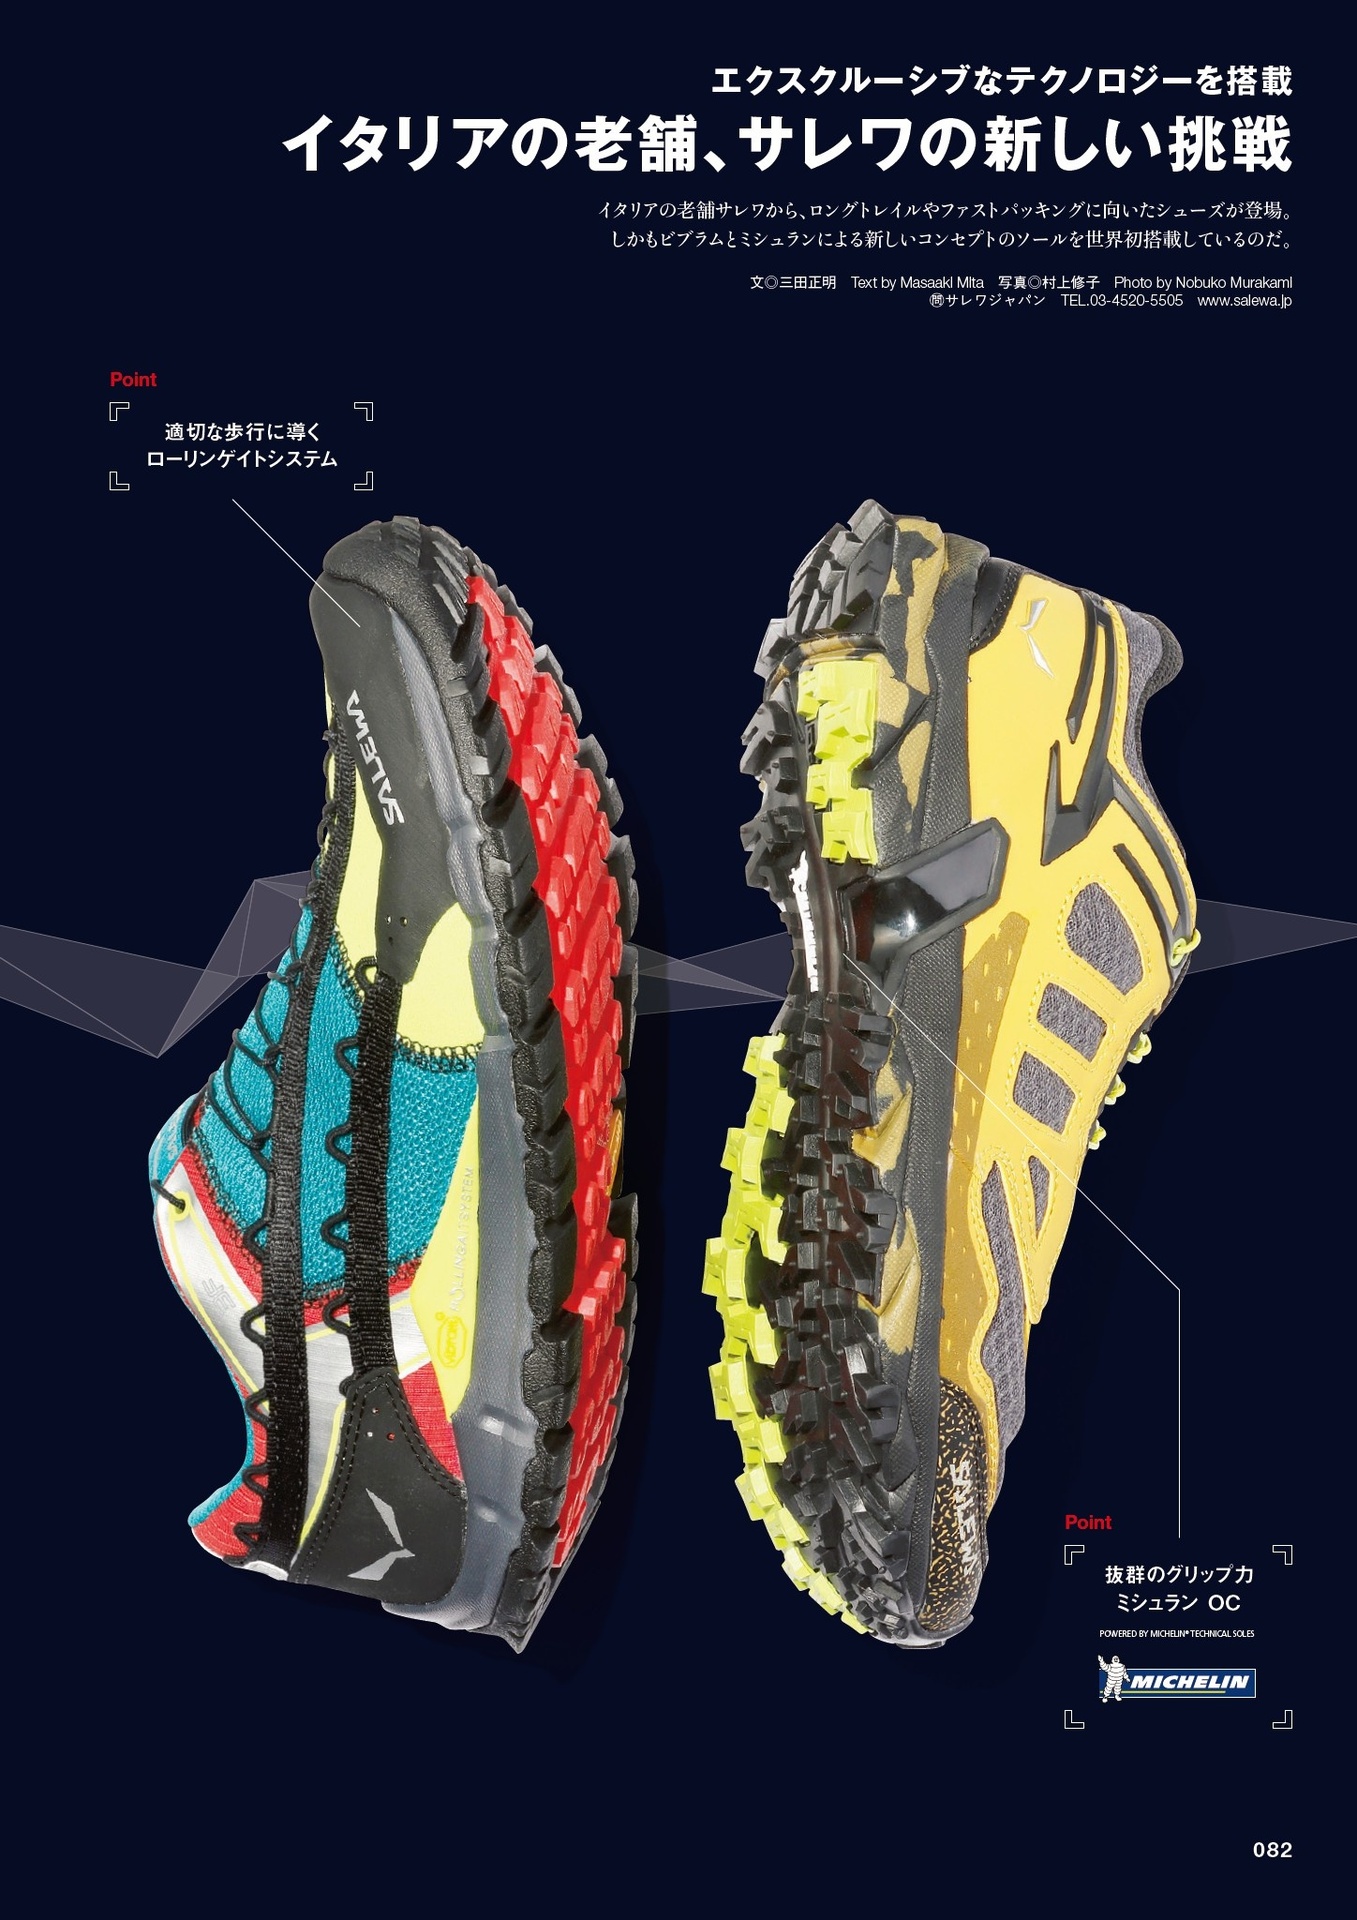 エクスクルーシブなテクノロジーを搭載
イタリアの老舗、サレワの新しい挑戦
イタリアの老舗サレワから、ロングトレイルやファストパッキングに向いたシューズが登場。
しかもビブラムとミシュランによる新しいコンセプトのソールを世界初搭載しているのだ。
文◎三田正明　Text by Masaaki Mita　写真◎村上修子　Photo by Nobuko Murakami
㉄サレワジャパン　TEL.03-4520-5505　www.salewa.jp
Point
適切な歩行に導く
ローリンゲイトシステム
SALEWA
ROLLINGAIT SYSTEM
vibram
MICHELIN
SALEWA
Point
抜群のグリップ力
ミシュラン OC
POWERED BY MICHELIN® TECHNICAL SOLES
MICHELIN
082